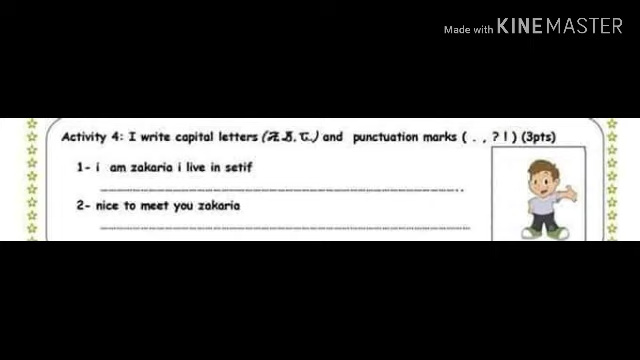 Made with KINEMASTER
Activity 4: I write capital letters (A, B, C..) and punctuation marks ( . , ? ! ) (3pts)
1- i am zakaria i live in setif
2- nice to meet you zakaria